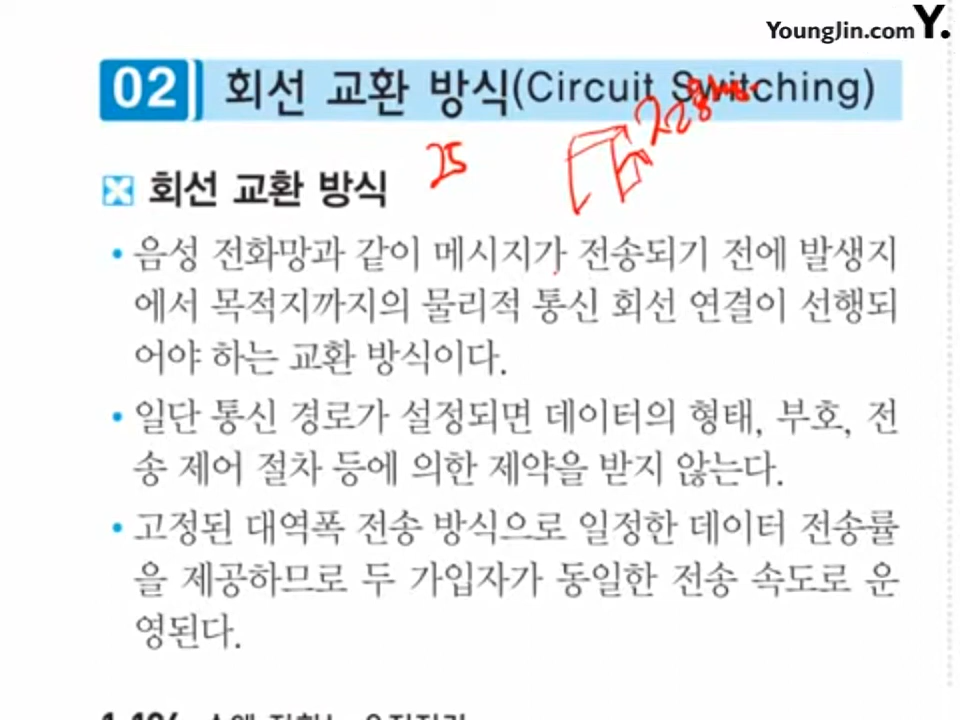 YoungJin.com Y.
02 회선 교환 방식(Circuit Switching)
25
회선 교환 방식
• 음성 전화망과 같이 메시지가 전송되기 전에 발생지
에서 목적지까지의 물리적 통신 회선 연결이 선행되
어야 하는 교환 방식이다.
• 일단 통신 경로가 설정되면 데이터의 형태, 부호, 전
송 제어 절차 등에 의한 제약을 받지 않는다.
• 고정된 대역폭 전송 방식으로 일정한 데이터 전송률
을 제공하므로 두 가입자가 동일한 전송 속도로 운
영된다.